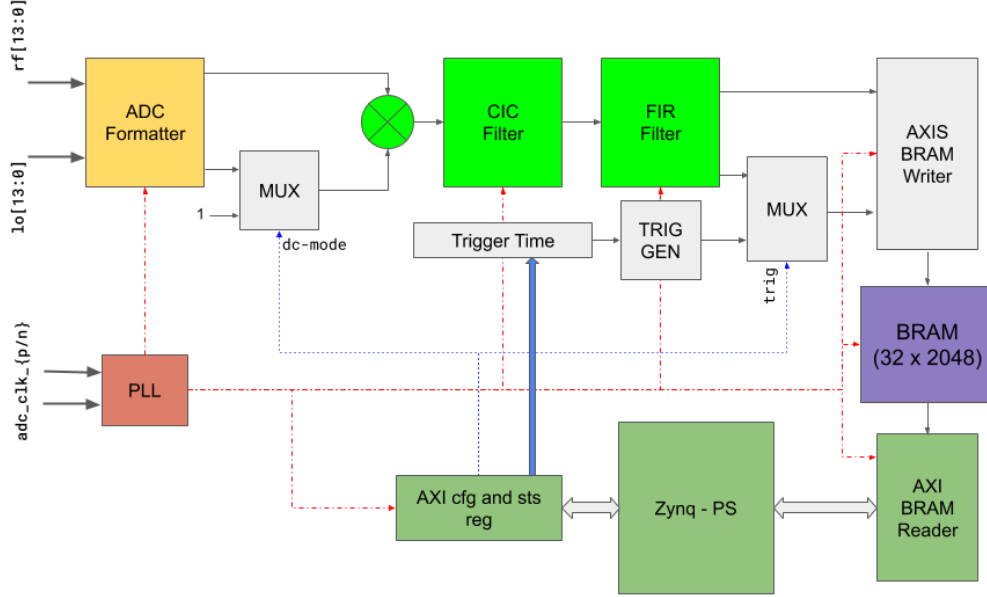 rf[13:0]
lo[13:0]
ADC
Formatter
MUX
1
dc-mode
CIC
Filter
FIR
Filter
AXIS
BRAM
Writer
Trigger Time
TRIG
GEN
MUX
trig
BRAM
(32 x 2048)
adc_clk_{p/n}
PLL
AXI cfg and sts
reg
Zynq - PS
AXI
BRAM
Reader